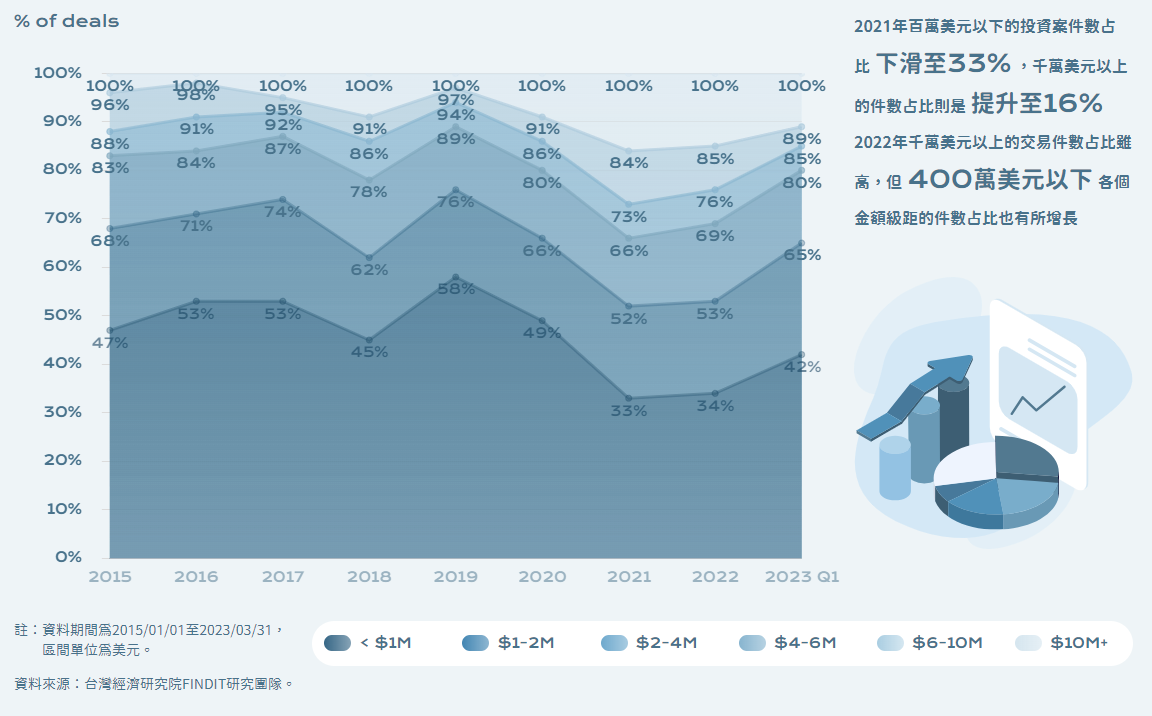 % of deals
2021年百萬美元以下的投資案件數占
比 下滑至33%，千萬美元以上
的件數占比則是 提升至16%
2022年千萬美元以上的交易件數占比雖
高，但 400萬美元以下 各個
金額級距的件數占比也有所增長
100%
90%
80%
70%
60%
50%
40%
30%
20%
10%
0%
100% 100% 100% 100% 100% 100% 100% 100% 100%
96% 98% 95% 91% 97% 91% 84% 85% 89%
88% 91% 92% 86% 94% 86% 73% 76% 85%
83% 84% 87% 78% 89% 80% 66% 69% 80%
68% 71% 74% 62% 76% 66% 52% 53% 65%
47% 53% 53% 45% 58% 49% 33% 34% 42%
2015 2016 2017 2018 2019 2020 2021 2022 2023 Q1
註：資料期間為2015/01/01至2023/03/31，
區間單位為美元。
< $1M $1-2M $2-4M $4-6M $6-10M $10M+
資料來源：台灣經濟研究院FINDIT研究團隊。